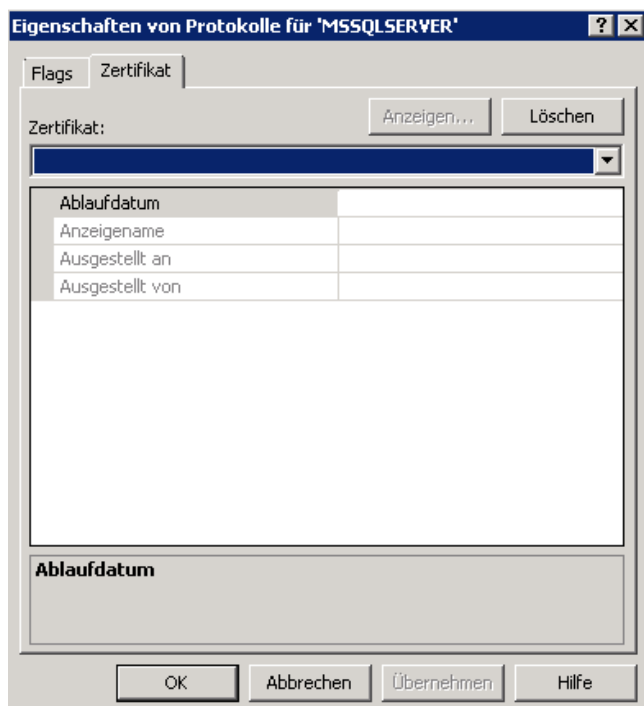 Eigenschaften von Protokolle für 'MSSQLSERVER'
Flags
Zertifikat
Anzeigen...
Löschen
Zertifikat:
Ablaufdatum
Anzeigename
Ausgestellt an
Ausgestellt von
Ablaufdatum
OK
Abbrechen
Übernehmen
Hilfe